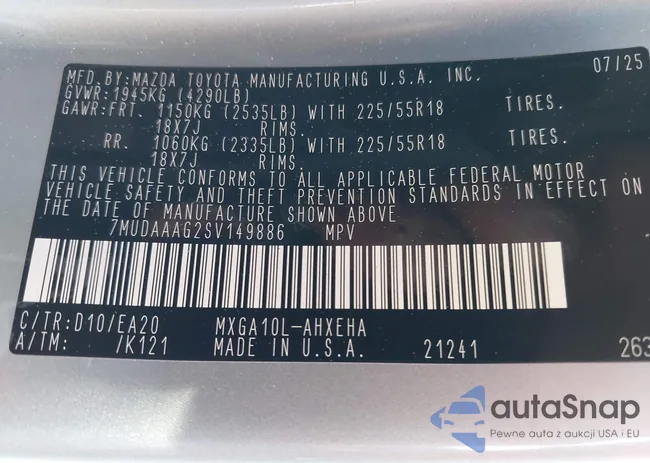 MFD.BY:MAZDA TOYOTA MANUFACTURING U.S.A. INC. 07/25
GVWR:1945KG (4290LB)
GAWR:FRT. 1150KG (2535LB) WITH 225/55R18 TIRES.
18X7J RIMS.
RR. 1060KG (2335LB) WITH 225/55R18 TIRES.
18X7J RIMS.
THIS VEHICLE CONFORMS TO ALL APPLICABLE FEDERAL MOTOR
VEHICLE SAFETY AND THEFT PREVENTION STANDARDS IN EFFECT ON
THE DATE OF MANUFACTURE SHOWN ABOVE
7MUDAAAG2SV149886 MPV
C/TR:D10/EA20 MXGA10L-AHXEHA
A/TM: /K121 MADE IN U.S.A. 21241 263
autaSnap
Pewne auta z aukcji USA i EU